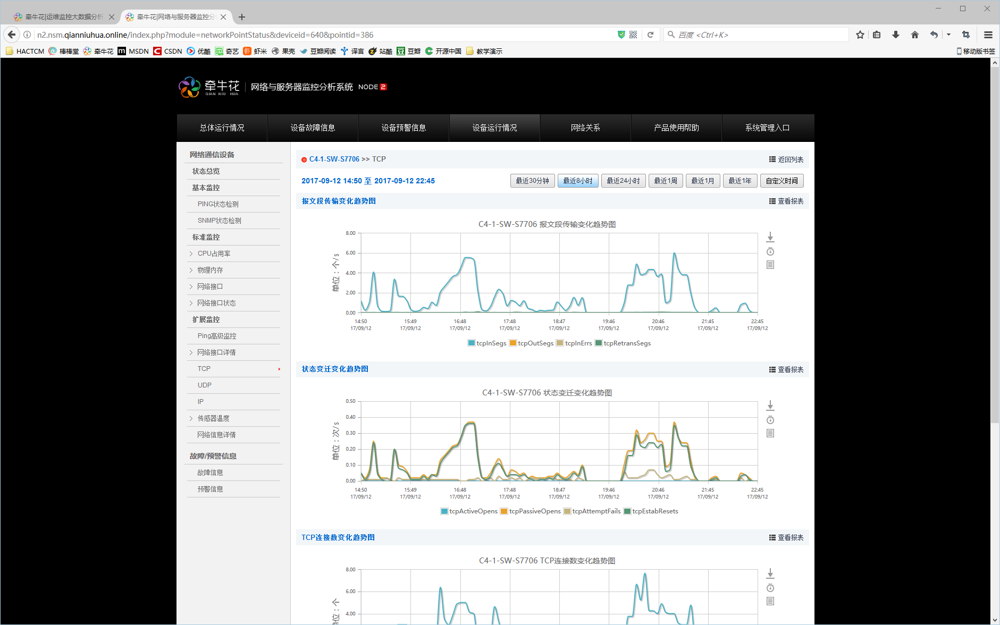 牵牛花|运维监控大数据分析
牵牛花|网络与服务器监控分
n2.nsm.qianniuhua.online/index.php?module=networkPointStatus&deviceid=640&pointid=386
百度 <Ctrl+K>
HACTCM 棒棒堂 牵牛花 MSDN CSDN 优酷 奇艺 虾米 果壳 豆瓣阅读 译言 站酷 豆瓣 开源中国 教学演示 移动版书签
牵牛花 网络与服务器监控分析系统 NODE 2
QIAN NIU HUA
总体运行情况 设备故障信息 设备预警信息 设备运行情况 网络关系 产品使用帮助 系统管理入口
网络通信设备
状态总览
基本监控
PING状态检测
SNMP状态检测
标准监控
CPU占用率
物理内存
网络接口
网络接口状态
扩展监控
Ping高级监控
网络接口详情
TCP
UDP
IP
传感器温度
网络信息详情
故障/预警信息
故障信息
预警信息
C4-1-SW-S7706 >> TCP 返回列表
2017-09-12 14:50 至 2017-09-12 22:45
最近30分钟 最近8小时 最近24小时 最近1周 最近1月 最近1年 自定义时间
报文段传输变化趋势图 查看报表
C4-1-SW-S7706 报文段传输变化趋势图
单位：个/s
8.00
6.00
4.00
2.00
0.00
14:50 15:49 16:48 17:48 18:47 19:46 20:46 21:45 22:45
17/09/12 17/09/12 17/09/12 17/09/12 17/09/12 17/09/12 17/09/12 17/09/12 17/09/12
tcpInSegs tcpOutSegs tcpInErrs tcpRetransSegs
状态变迁变化趋势图 查看报表
C4-1-SW-S7706 状态变迁变化趋势图
单位：次/s
0.50
0.40
0.30
0.20
0.10
0.00
14:50 15:49 16:48 17:48 18:47 19:46 20:46 21:45 22:45
17/09/12 17/09/12 17/09/12 17/09/12 17/09/12 17/09/12 17/09/12 17/09/12 17/09/12
tcpActiveOpens tcpPassiveOpens tcpAttemptFails tcpEstabResets
TCP连接数变化趋势图 查看报表
C4-1-SW-S7706 TCP连接数变化趋势图
单位：个
8.00
6.00
4.00